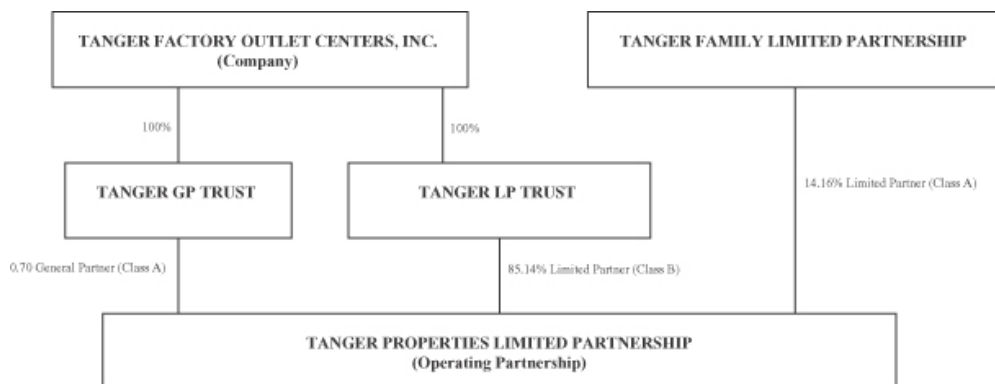 TANGER FACTORY OUTLET CENTERS, INC.
(Company)
TANGER FAMILY LIMITED PARTNERSHIP
100%
100%
TANGER GP TRUST
TANGER LP TRUST
14.16% Limited Partner (Class A)
0.70 General Partner (Class A)
85.14% Limited Partner (Class B)
TANGER PROPERTIES LIMITED PARTNERSHIP
(Operating Partnership)